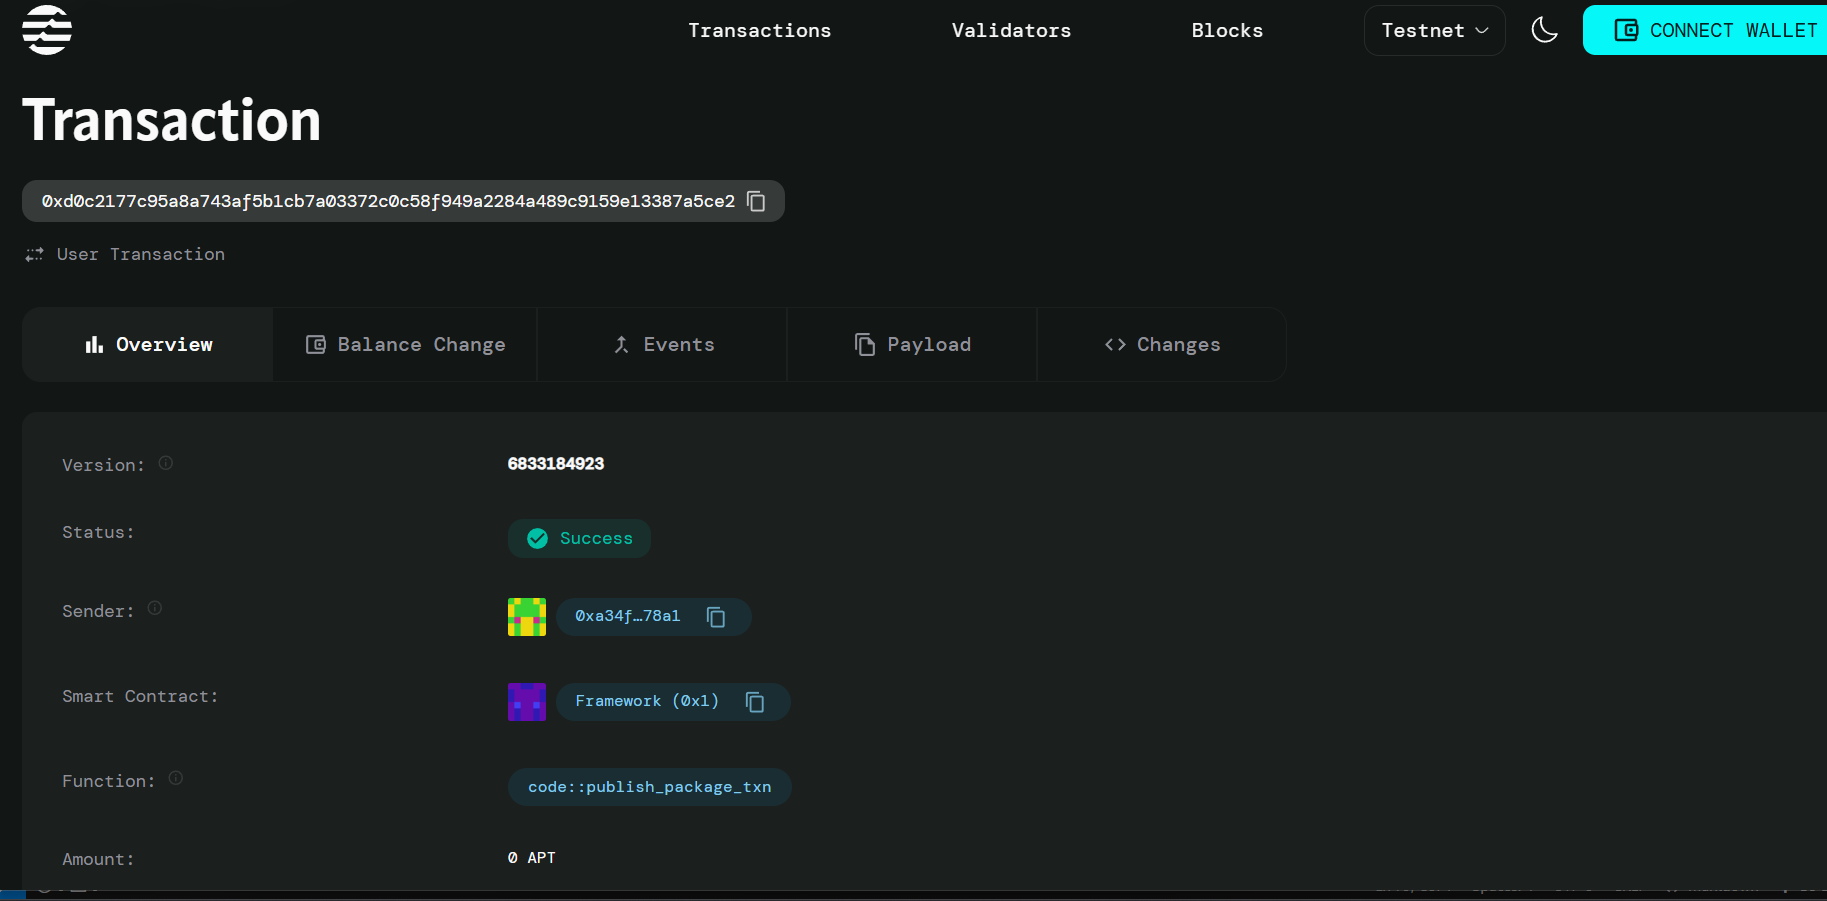 Transactions
Validators
Blocks
Testnet
CONNECT WALLET
Transaction
0xd0c2177c95a8a743af5b1cb7a03372c0c58f949a2284a489c9159e13387a5ce2
User Transaction
Overview
Balance Change
Events
Payload
Changes
Version:
6833184923
Status:
Success
Sender:
0xa34f…78a1
Smart Contract:
Framework (0x1)
Function:
code::publish_package_txn
Amount:
0 APT